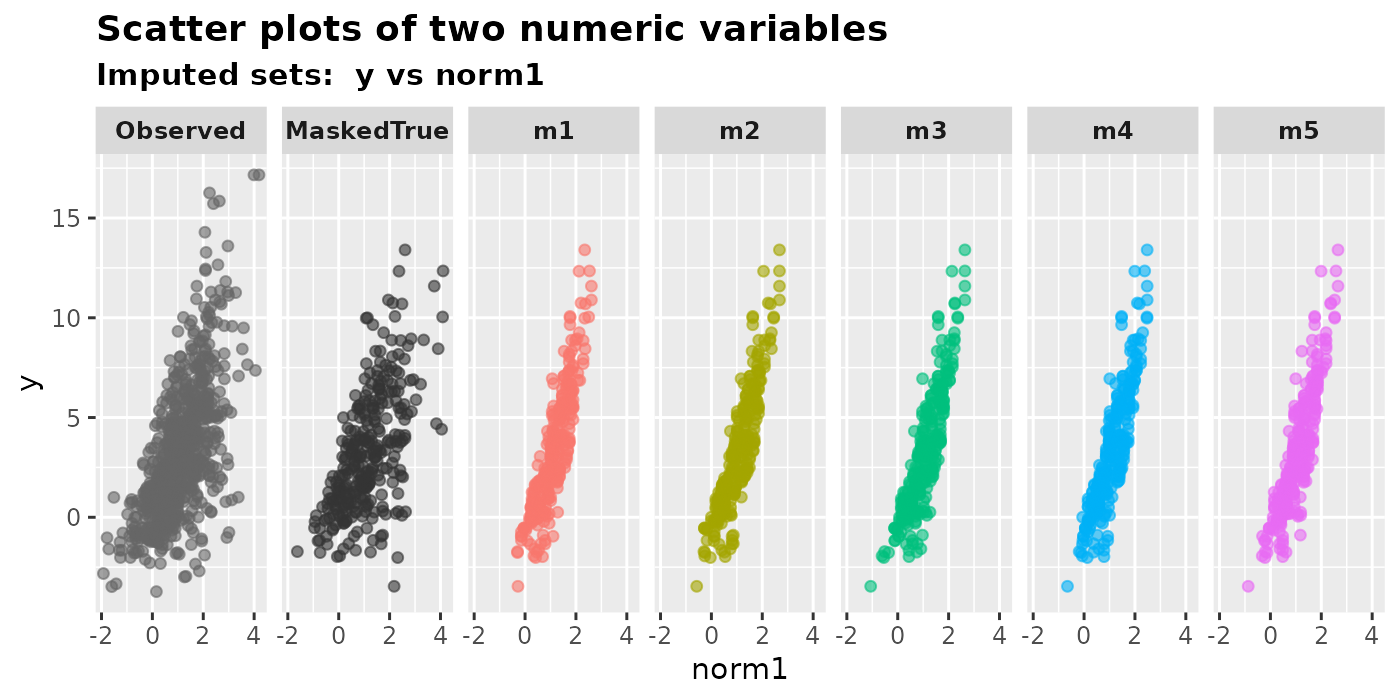 Scatter plots of two numeric variables
Imputed sets:  y vs norm1
Observed MaskedTrue m1 m2 m3 m4 m5
15
10
5
0
y
-2 0 2 4 -2 0 2 4 -2 0 2 4 -2 0 2 4 -2 0 2 4 -2 0 2 4 -2 0 2 4
norm1